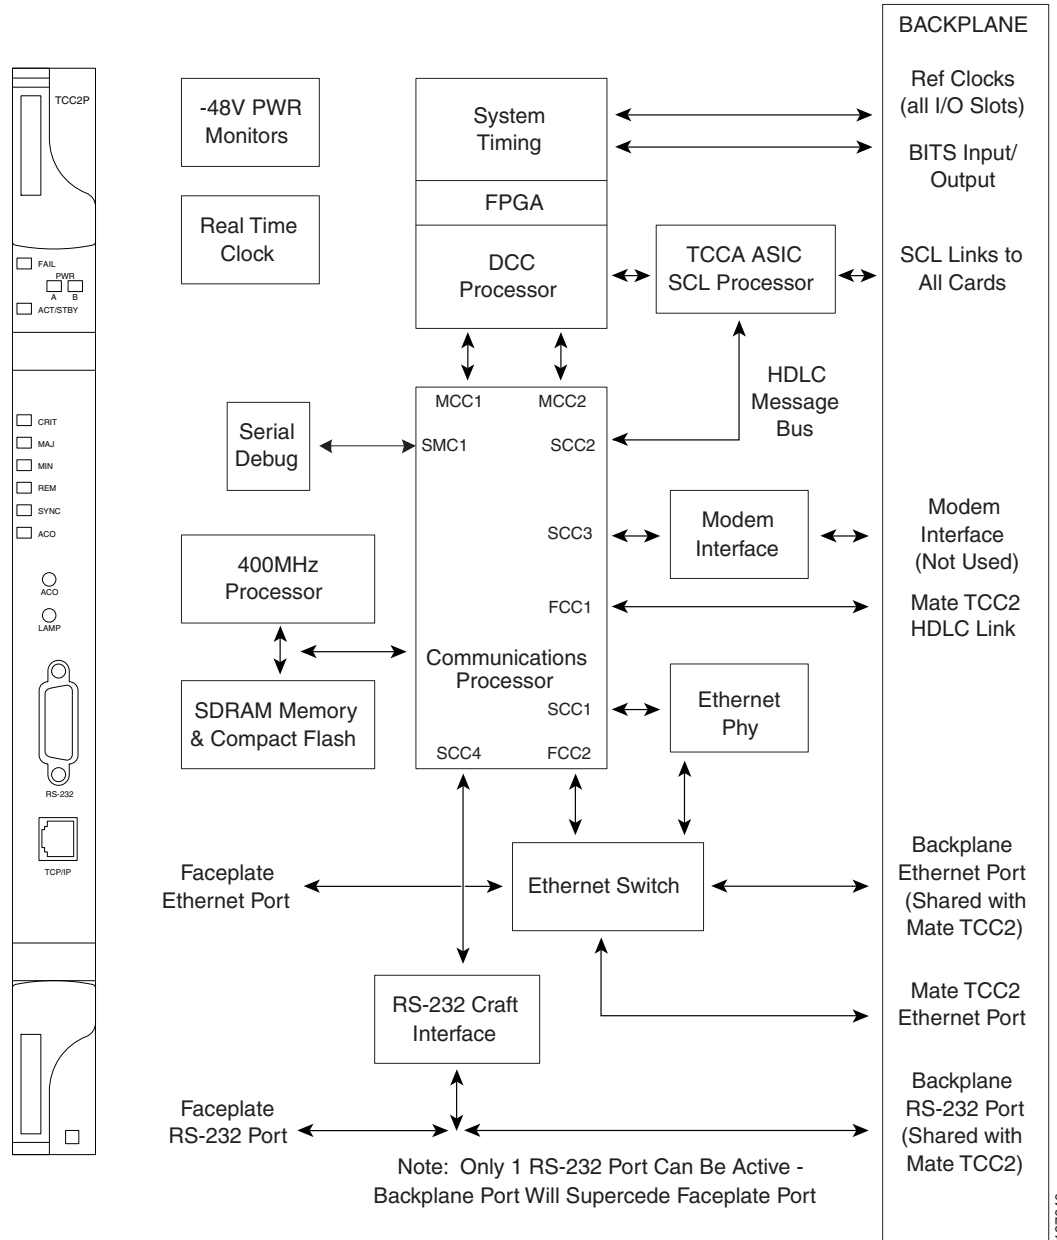 BACKPLANE
TCC2P
FAIL
PWR
A B
ACT/STBY
CRIT
MAJ
MIN
REM
SYNC
ACO
ACO
LAMP
RS-232
TCP/IP
-48V PWR
Monitors
Real Time
Clock
System
Timing
FPGA
DCC
Processor
TCCA ASIC
SCL Processor
Ref Clocks
(all I/O Slots)
BITS Input/
Output
SCL Links to
All Cards
HDLC
Message
Bus
Serial
Debug
MCC1
MCC2
SMC1
SCC2
SCC3
FCC1
Communications
Processor
SCC1
SCC4
FCC2
Modem
Interface
Modem
Interface
(Not Used)
Mate TCC2
HDLC Link
400MHz
Processor
SDRAM Memory
& Compact Flash
Ethernet
Phy
Faceplate
Ethernet Port
Ethernet Switch
Backplane
Ethernet Port
(Shared with
Mate TCC2)
RS-232 Craft
Interface
Mate TCC2
Ethernet Port
Faceplate
RS-232 Port
Backplane
RS-232 Port
(Shared with
Mate TCC2)
Note: Only 1 RS-232 Port Can Be Active -
Backplane Port Will Supercede Faceplate Port